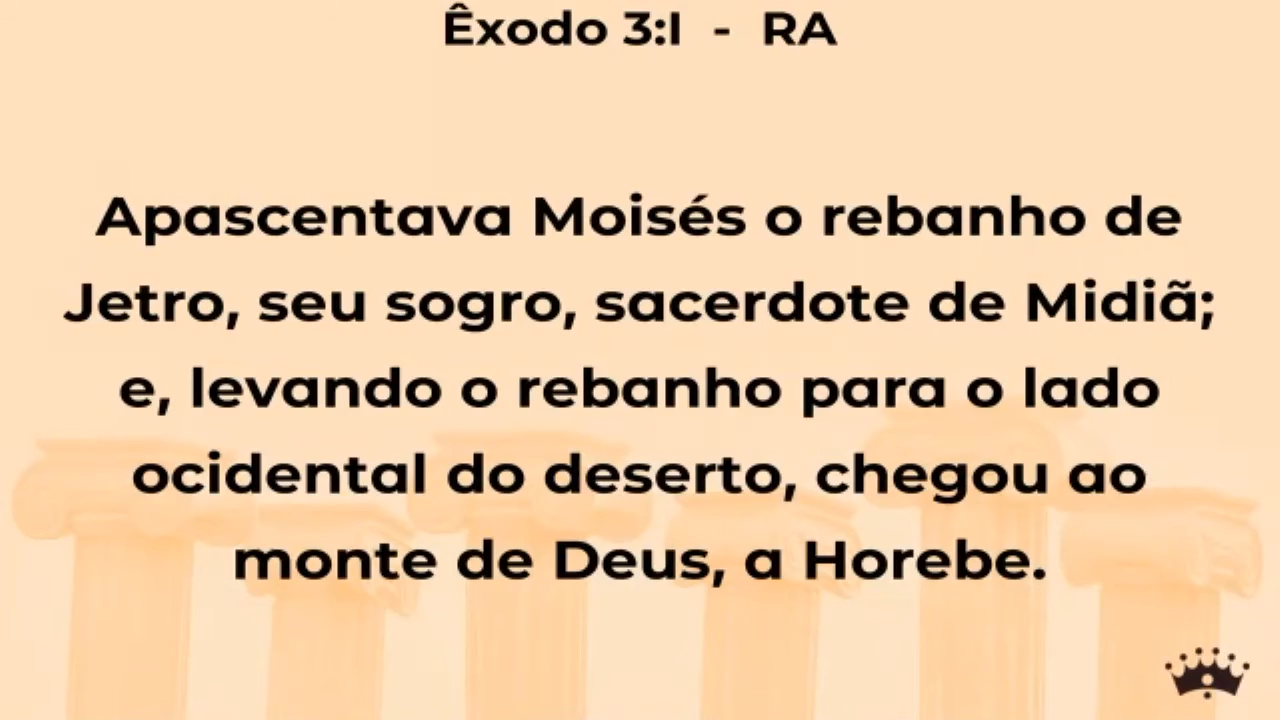 Êxodo 3:1 - RA
Apascentava Moisés o rebanho de
Jetro, seu sogro, sacerdote de Midiã;
e, levando o rebanho para o lado
ocidental do deserto, chegou ao
monte de Deus, a Horebe.